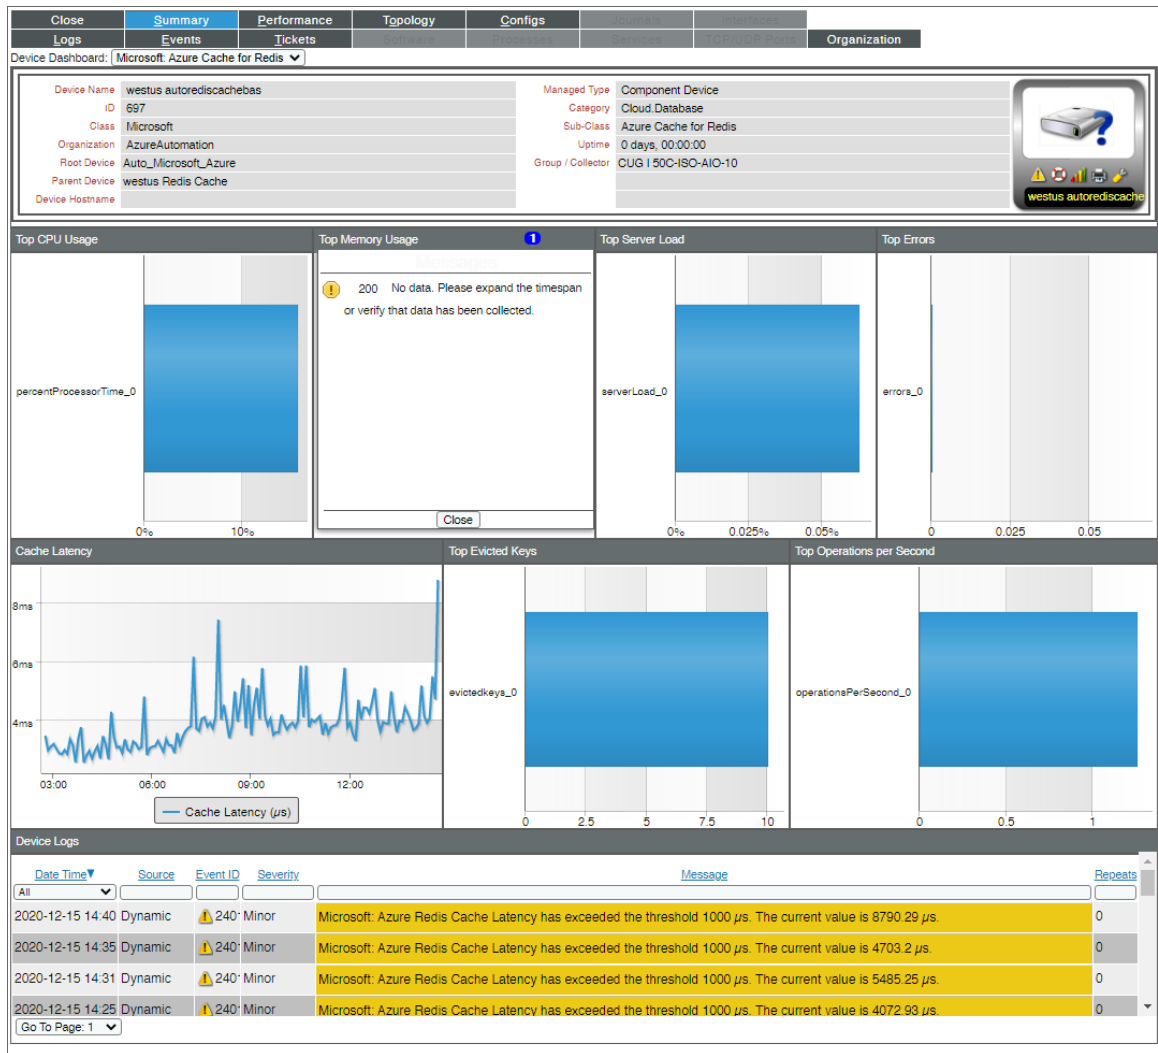 Close Summary Performance Topology Configs Journals Interfaces
Logs Events Tickets Software Processes Services TCP/UDP Ports Organization
Device Dashboard: Microsoft: Azure Cache for Redis
Device Name westus autorediscachebas Managed Type Component Device
ID 697 Category Cloud.Database
Class Microsoft Sub-Class Azure Cache for Redis
Organization AzureAutomation Uptime 0 days, 00:00:00
Root Device Auto_Microsoft_Azure Group / Collector CUG I 50C-ISO-AIO-10
Parent Device westus Redis Cache
Device Hostname
westus autorediscache
Top CPU Usage
percentProcessorTime_0
0% 10%
Top Memory Usage 1
Messages
200 No data. Please expand the timespan
or verify that data has been collected.
Close
Top Server Load
serverLoad_0
0% 0.025% 0.05%
Top Errors
errors_0
0 0.025 0.05
Cache Latency
8ms
6ms
4ms
03:00 06:00 09:00 12:00
Cache Latency (µs)
Top Evicted Keys
evictedkeys_0
0 2.5 5 7.5 10
Top Operations per Second
operationsPerSecond_0
0 0.5 1
Device Logs
Date Time▼ Source Event ID Severity Message Repeats
All
2020-12-15 14:40 Dynamic 240 Minor Microsoft: Azure Redis Cache Latency has exceeded the threshold 1000 µs. The current value is 8790.29 µs. 0
2020-12-15 14:35 Dynamic 240 Minor Microsoft: Azure Redis Cache Latency has exceeded the threshold 1000 µs. The current value is 4703.2 µs. 0
2020-12-15 14:31 Dynamic 240 Minor Microsoft: Azure Redis Cache Latency has exceeded the threshold 1000 µs. The current value is 5485.25 µs. 0
2020-12-15 14:25 Dynamic 240 Minor Microsoft: Azure Redis Cache Latency has exceeded the threshold 1000 µs. The current value is 4072.93 µs. 0
Go To Page: 1